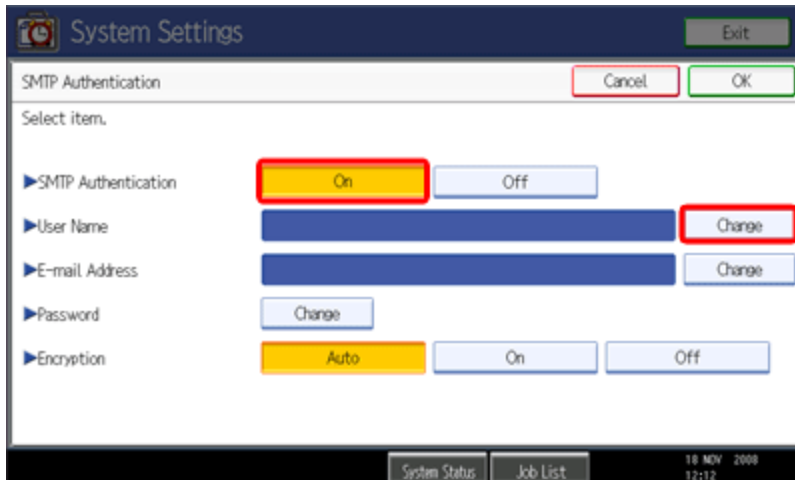 System Settings Exit
SMTP Authentication Cancel OK
Select item.
▶SMTP Authentication On Off
▶User Name Change
▶E-mail Address Change
▶Password Change
▶Encryption Auto On Off
System Status Job List 18 NOV 2008
12:12